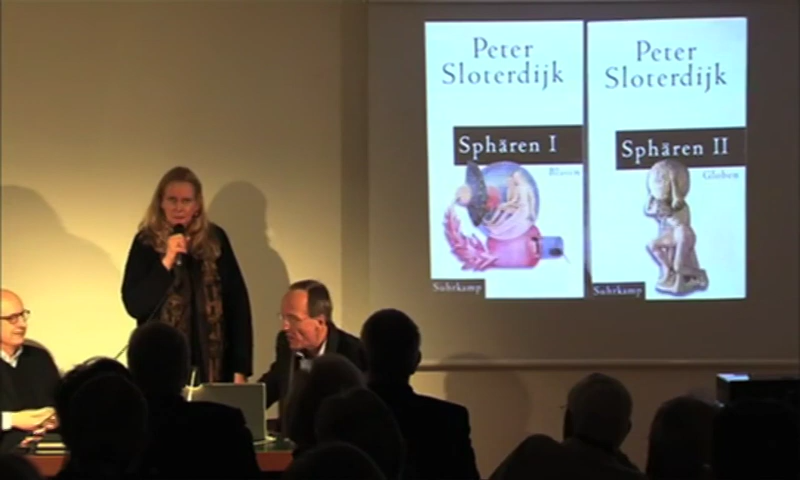 Peter
Sloterdijk
Sphären I
Blasen
Suhrkamp
Peter
Sloterdijk
Sphären II
Globen
Suhrkamp